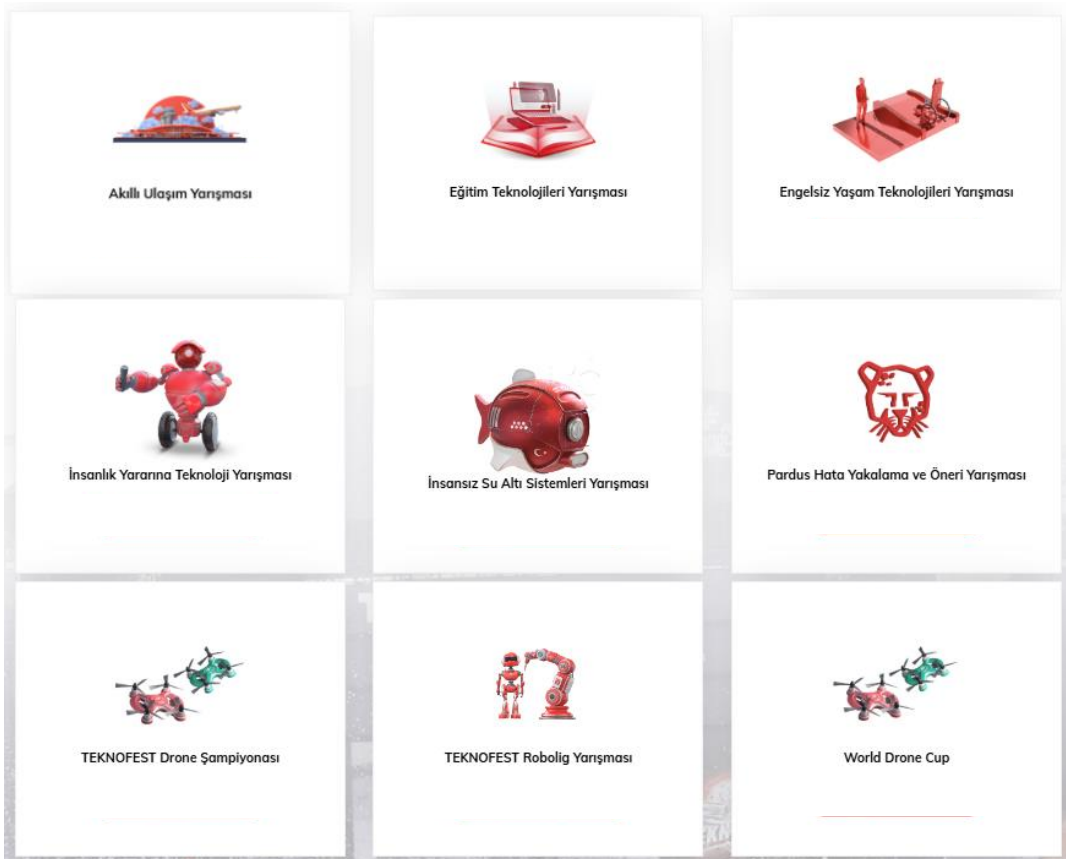 Akıllı Ulaşım Yarışması
Eğitim Teknolojileri Yarışması
Engelsiz Yaşam Teknolojileri Yarışması
İnsanlık Yararına Teknoloji Yarışması
İnsansız Su Altı Sistemleri Yarışması
Pardus Hata Yakalama ve Öneri Yarışması
TEKNOFEST Drone Şampiyonası
TEKNOFEST Robolig Yarışması
World Drone Cup